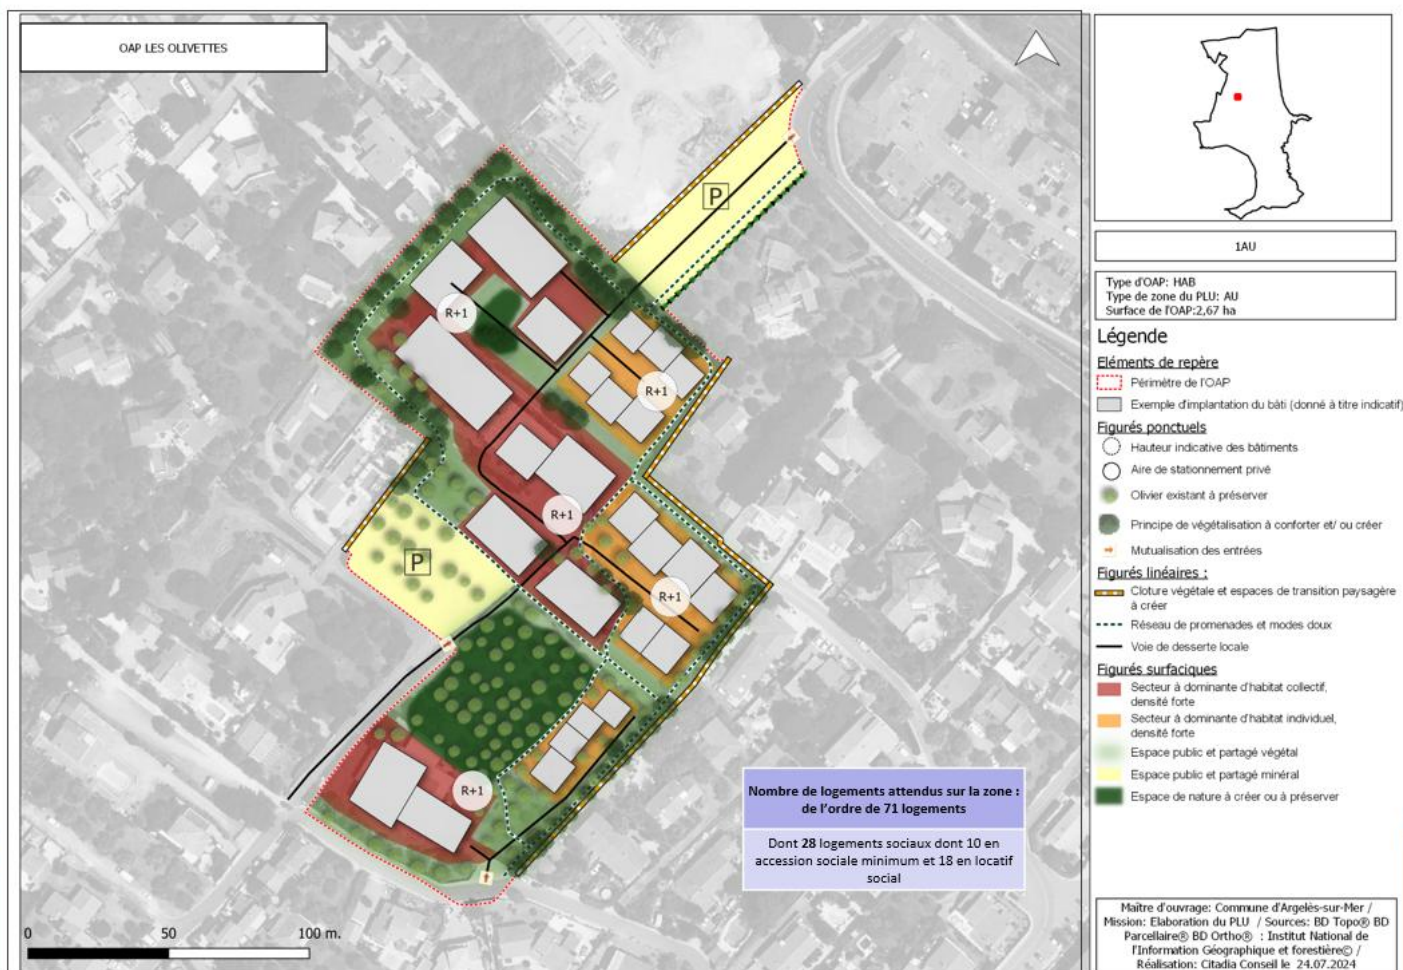 OAP LES OLIVETTES
P
R+1
R+1
P
R+1
R+1
R+1
Nombre de logements attendus sur la zone :
de l'ordre de 71 logements
Dont 28 logements sociaux dont 10 en
accession sociale minimum et 18 en locatif
social
0 50 100 m.
1AU
Type d'OAP: HAB
Type de zone du PLU: AU
Surface de l'OAP:2,67 ha
Légende
Eléments de repère
Périmètre de l'OAP
Exemple d'implantation du bâti (donné à titre indicatif)
Figurés ponctuels
Hauteur indicative des bâtiments
Aire de stationnement privé
Olivier existant à préserver
Principe de végétalisation à conforter et/ ou créer
Mutualisation des entrées
Figurés linéaires :
Cloture végétale et espaces de transition paysagère
à créer
Réseau de promenades et modes doux
Voie de desserte locale
Figurés surfaciques
Secteur à dominante d'habitat collectif,
densité forte
Secteur à dominante d'habitat individuel,
densité forte
Espace public et partagé végétal
Espace public et partagé minéral
Espace de nature à créer ou à préserver
Maître d'ouvrage: Commune d'Argelès-sur-Mer /
Mission: Elaboration du PLU / Sources: BD Topo® BD
Parcellaire® BD Ortho® : Institut National de
l'Information Géographique et forestière© /
Réalisation: Citadia Conseil le 24.07.2024